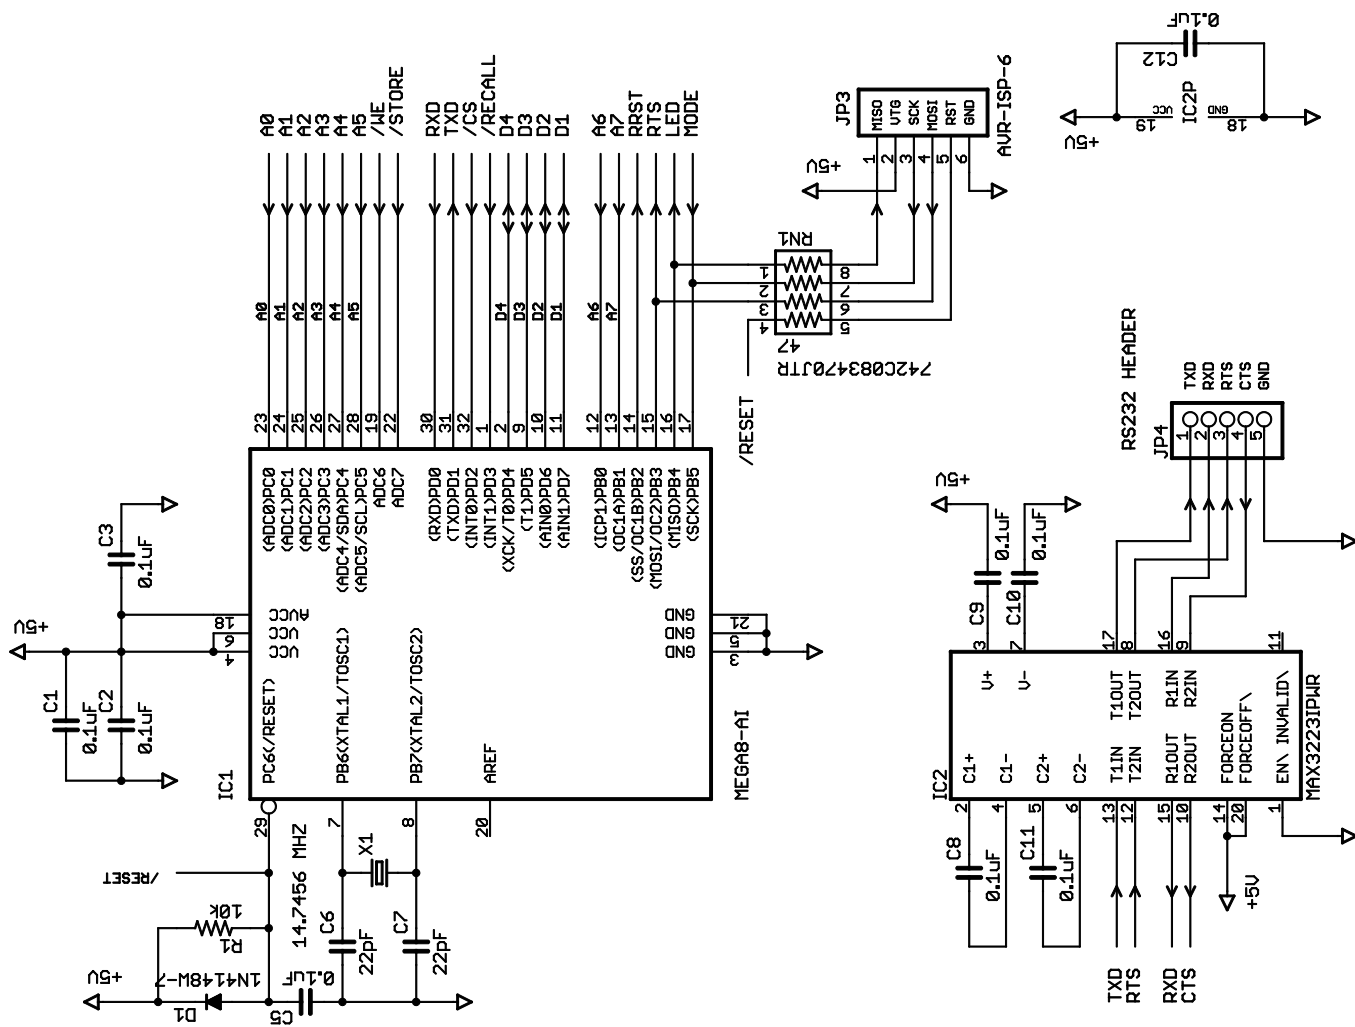 A0
A1
A2
A3
A4
A5
/WE
/STORE
RXD
TXD
/CS
/RECALL
D4
D3
D2
D1
A6
A7
RRST
RTS
LED
MODE
A0
A1
A2
A3
A4
A5
D4
D3
D2
D1
A6
A7
23
24
25
26
27
28
19
22
30
31
32
1
2
9
10
11
12
13
14
15
16
17
(ADC0)PC0
(ADC1)PC1
(ADC2)PC2
(ADC3)PC3
(ADC4/SDA)PC4
(ADC5/SCL)PC5
ADC6
ADC7
(RXD)PD0
(TXD)PD1
(INT0)PD2
(INT1)PD3
(XCK/T0)PD4
(T1)PD5
(AIN0)PD6
(AIN1)PD7
(ICP1)PB0
(OC1A)PB1
(SS/OC1B)PB2
(MOSI/OC2)PB3
(MISO)PB4
(SCK)PB5
AVCC
VCC
VCC
18
6
4
GND
GND
GND
21
5
3
PC6(/RESET)
PB6(XTAL1/TOSC1)
PB7(XTAL2/TOSC2)
AREF
IC1
MEGA8-AI
29
7
8
20
+5V
C3
0.1uF
C1
0.1uF
C2
0.1uF
/RESET
10k
R1
+5V
D1
1N4148W-7
C5
0.1uF
14.7456 MHZ
X1
C6
22pF
C7
22pF
JP3
MISO
VTG
SCK
MOSI
RST
GND
1
2
3
4
5
6
AVR-ISP-6
+5V
RN1
1
2
3
4
8
7
6
5
47
742C083470JTR
/RESET
0.1uF
C12
IC2P
VCC
GND
19
18
+5V
RS232 HEADER
TXD
RXD
RTS
CTS
GND
JP4
1
2
3
4
5
+5V
0.1uF
0.1uF
C9
C10
3
7
17
8
16
9
11
V+
V-
T1OUT
T2OUT
R1IN
R2IN
INVALID\
C1+
C1-
C2+
C2-
T1IN
T2IN
R1OUT
R2OUT
FORCEON
FORCEOFF\
EN\
IC2
MAX3223IPWR
2
4
5
6
13
12
15
10
14
20
1
C8
0.1uF
C11
0.1uF
+5V
TXD
RTS
RXD
CTS